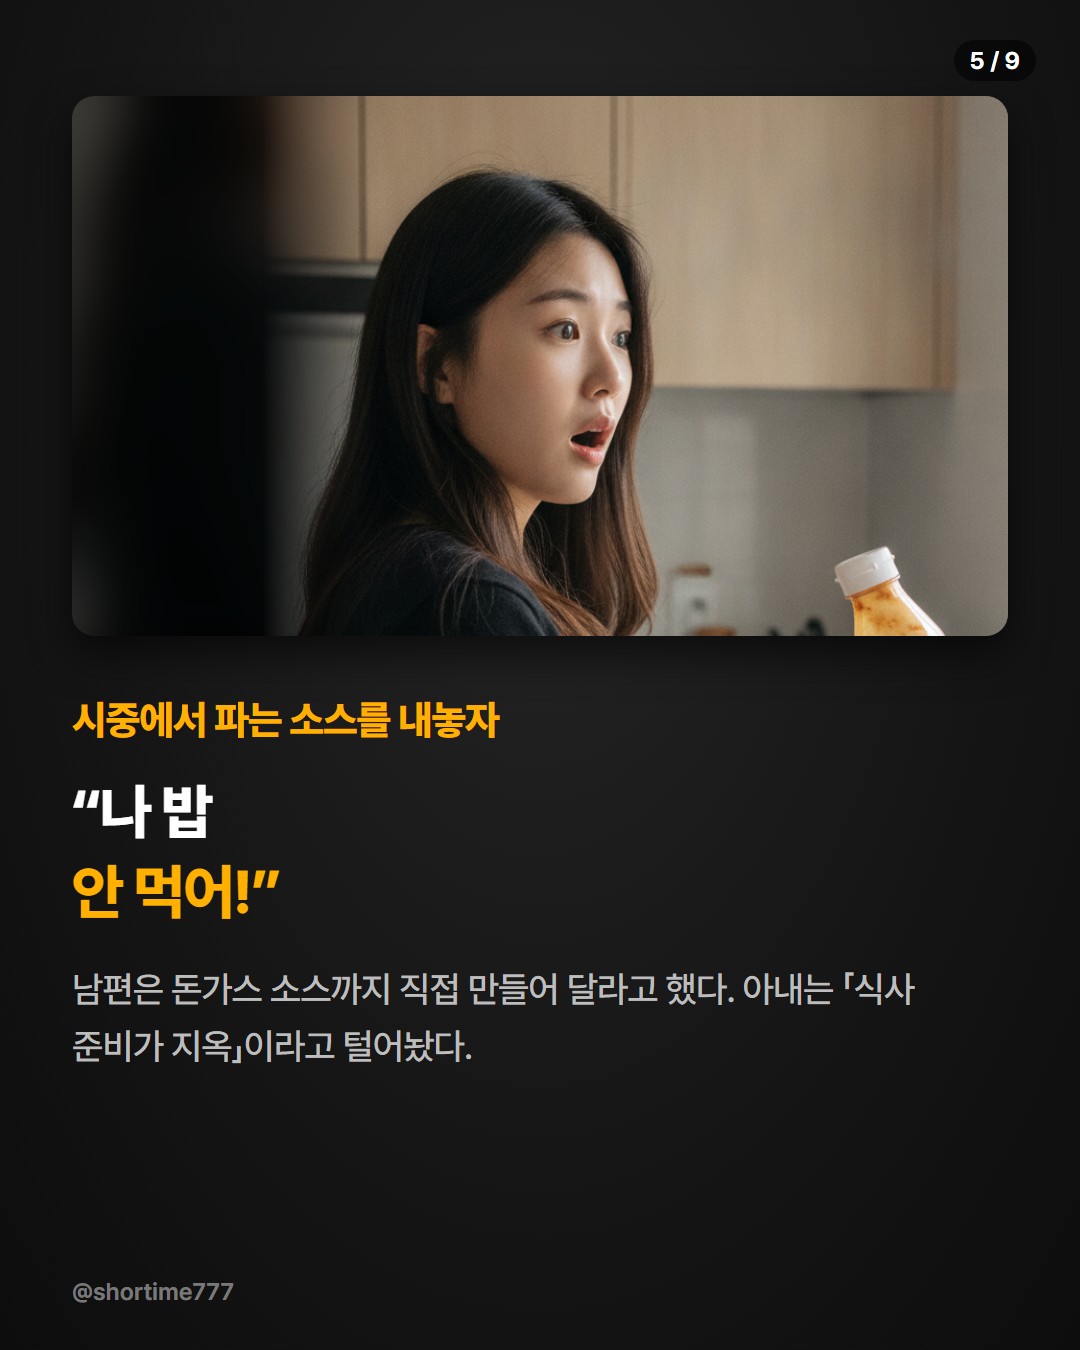 5 / 9
시중에서 파는 소스를 내놓자
“나 밥
안 먹어!”
남편은 돈가스 소스까지 직접 만들어 달라고 했다. 아내는 「식사
준비가 지옥」이라고 털어놨다.
@shortime777